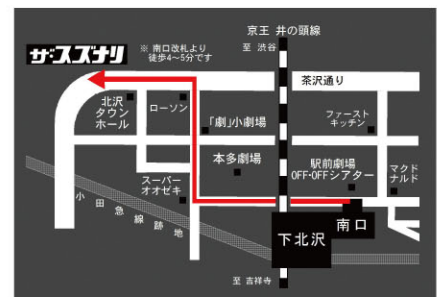 京王 井の頭線
至 渋谷
ザ・スズナリ
※ 南口改札より
徒歩4〜5分です
茶沢通り
北沢
タウン
ホール
ローソン
「劇」小劇場
ファースト
キッチン
本多劇場
駅前劇場
OFF・OFFシアター
マクド
ナルド
スーパー
オオゼキ
小田急線跡地
南口
下北沢
至 吉祥寺